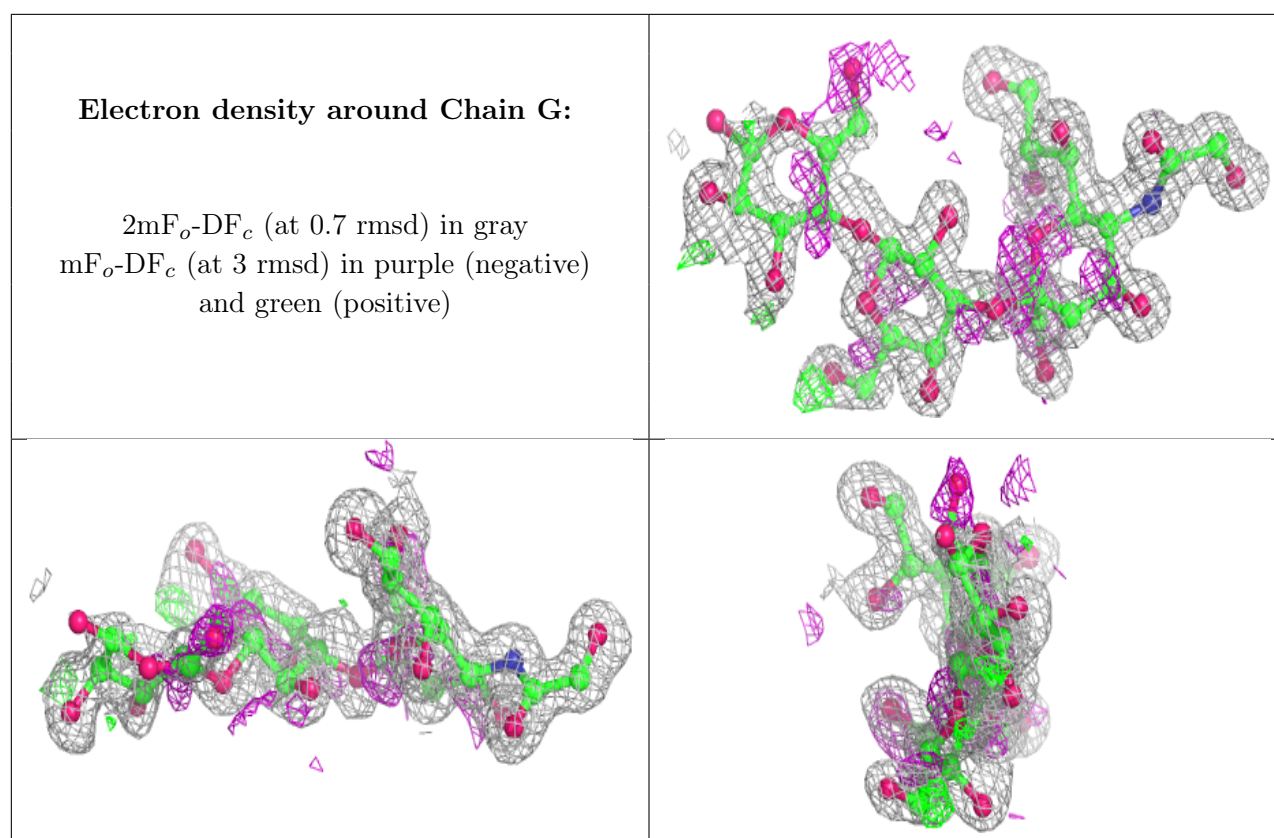 Electron density around Chain G:
2mFo-DFc (at 0.7 rmsd) in gray
mFo-DFc (at 3 rmsd) in purple (negative)
and green (positive)